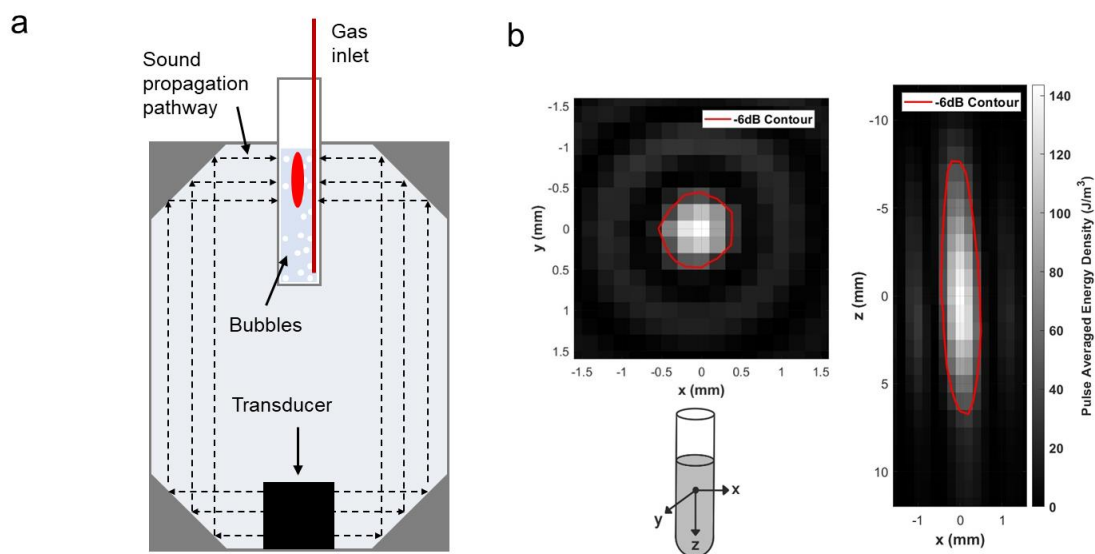 a
Gas
inlet
Sound
propagation
pathway
Bubbles
Transducer
b
-6dB Contour
-1.5
-1
-0.5
0
0.5
1
1.5
y (mm)
-1.5 -1 -0.5 0 0.5 1 1.5
x (mm)
x
y
z
-6dB Contour
-10
-5
0
5
10
z (mm)
-1 0 1
x (mm)
140
120
100
80
60
40
20
0
Pulse Averaged Energy Density (J/m³)